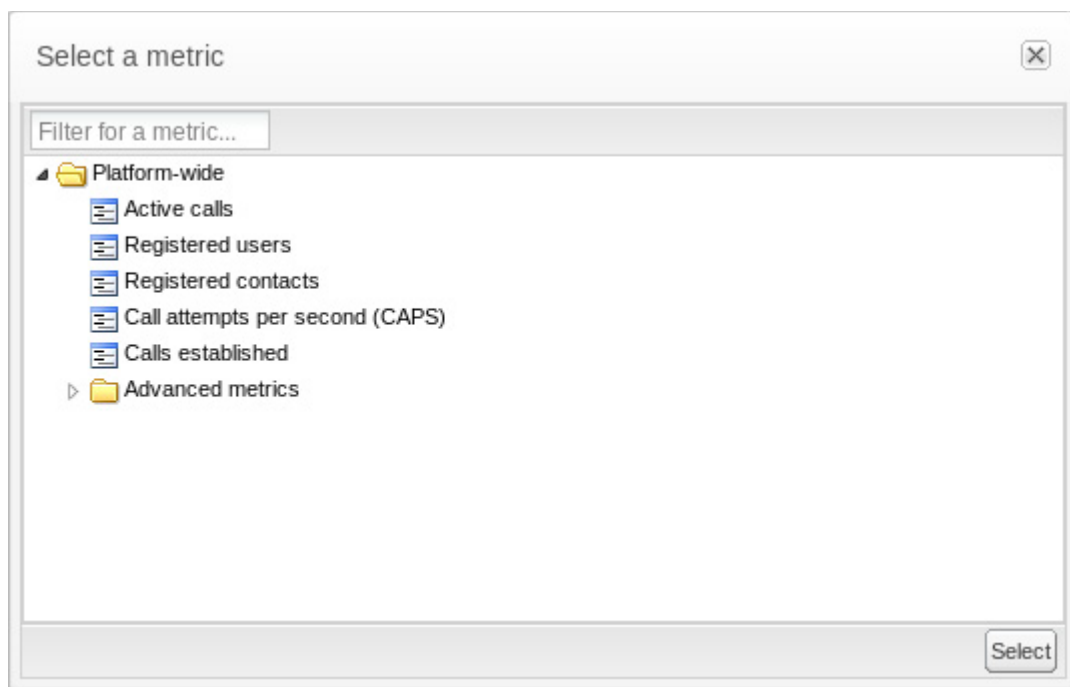 Select a metric
Filter for a metric...
Platform-wide
Active calls
Registered users
Registered contacts
Call attempts per second (CAPS)
Calls established
Advanced metrics
Select